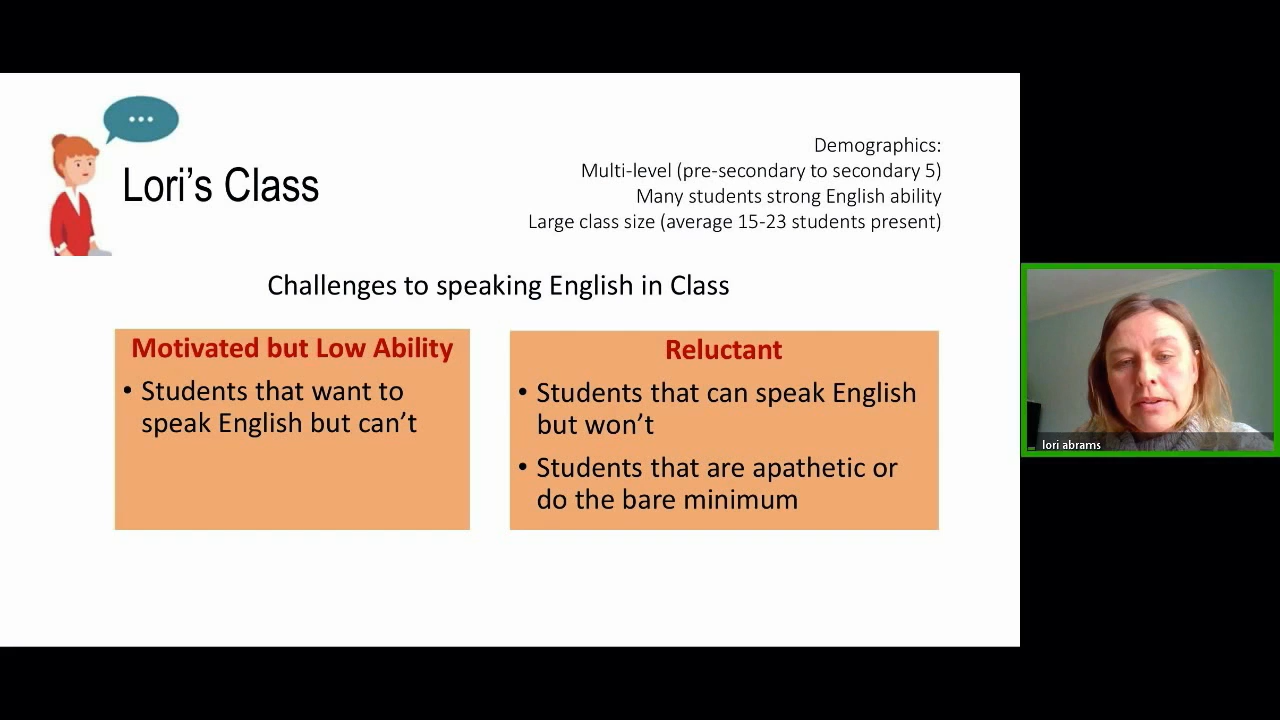 Lori's Class
Demographics:
Multi-level (pre-secondary to secondary 5)
Many students strong English ability
Large class size (average 15-23 students present)
Challenges to speaking English in Class
Motivated but Low Ability
• Students that want to
speak English but can't
Reluctant
• Students that can speak English
but won't
• Students that are apathetic or
do the bare minimum
lori abrams